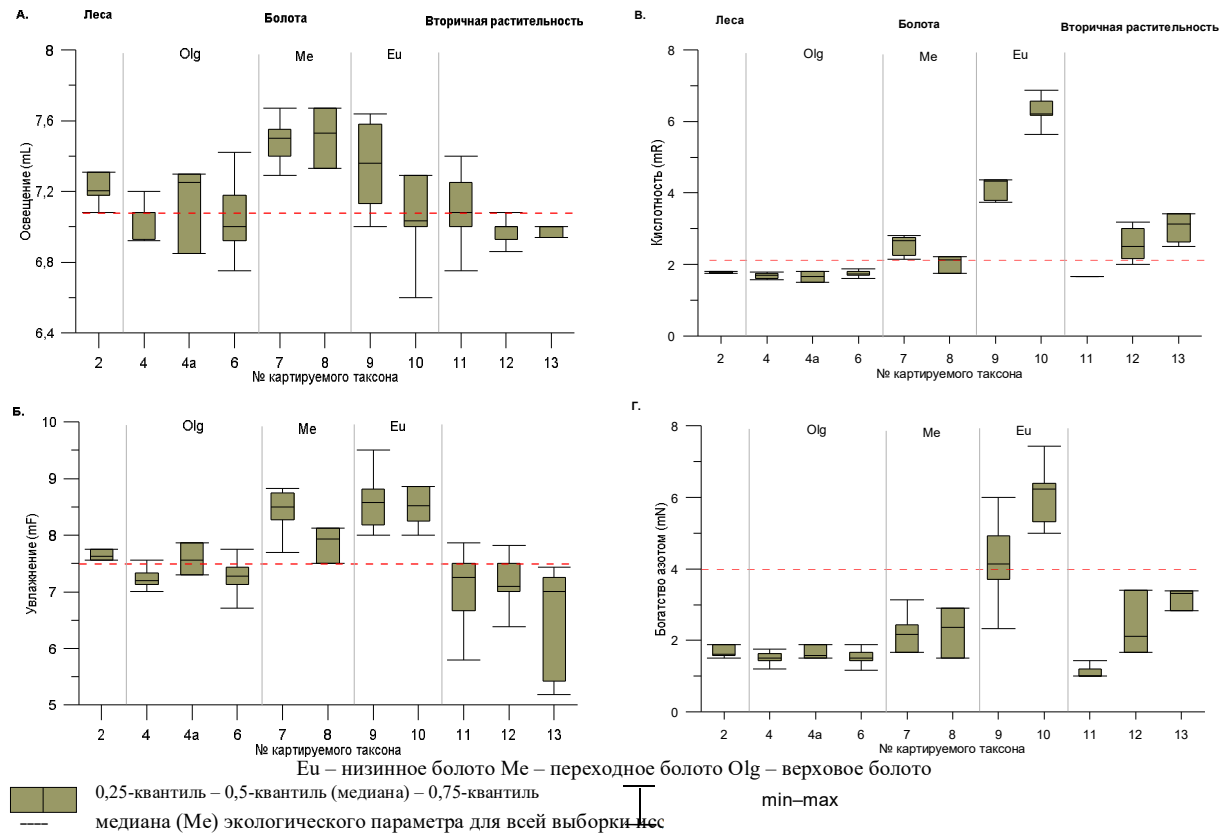 А.
Леса
Болота
Вторичная растительность
Olg
Me
Eu
8
7,6
7,2
6,8
6,4
Освещение (mL)
2 4 4а 6 7 8 9 10 11 12 13
№ картируемого таксона
В.
Леса
Болота
Вторичная растительность
Olg
Me
Eu
8
6
4
2
0
Кислотность (mR)
2 4 4а 6 7 8 9 10 11 12 13
№ картируемого таксона
Б.
Olg
Me
Eu
10
9
8
7
6
5
Увлажнение (mF)
2 4 4а 6 7 8 9 10 11 12 13
№ картируемого таксона
Г.
Olg
Me
Eu
8
6
4
2
0
Богатство азотом (mN)
2 4 4а 6 7 8 9 10 11 12 13
№ картируемого таксона
Eu – низинное болото Me – переходное болото Olg – верховое болото
0,25-квантиль – 0,5-квантиль (медиана) – 0,75-квантиль
min–max
медиана (Me) экологического параметра для всей выборки